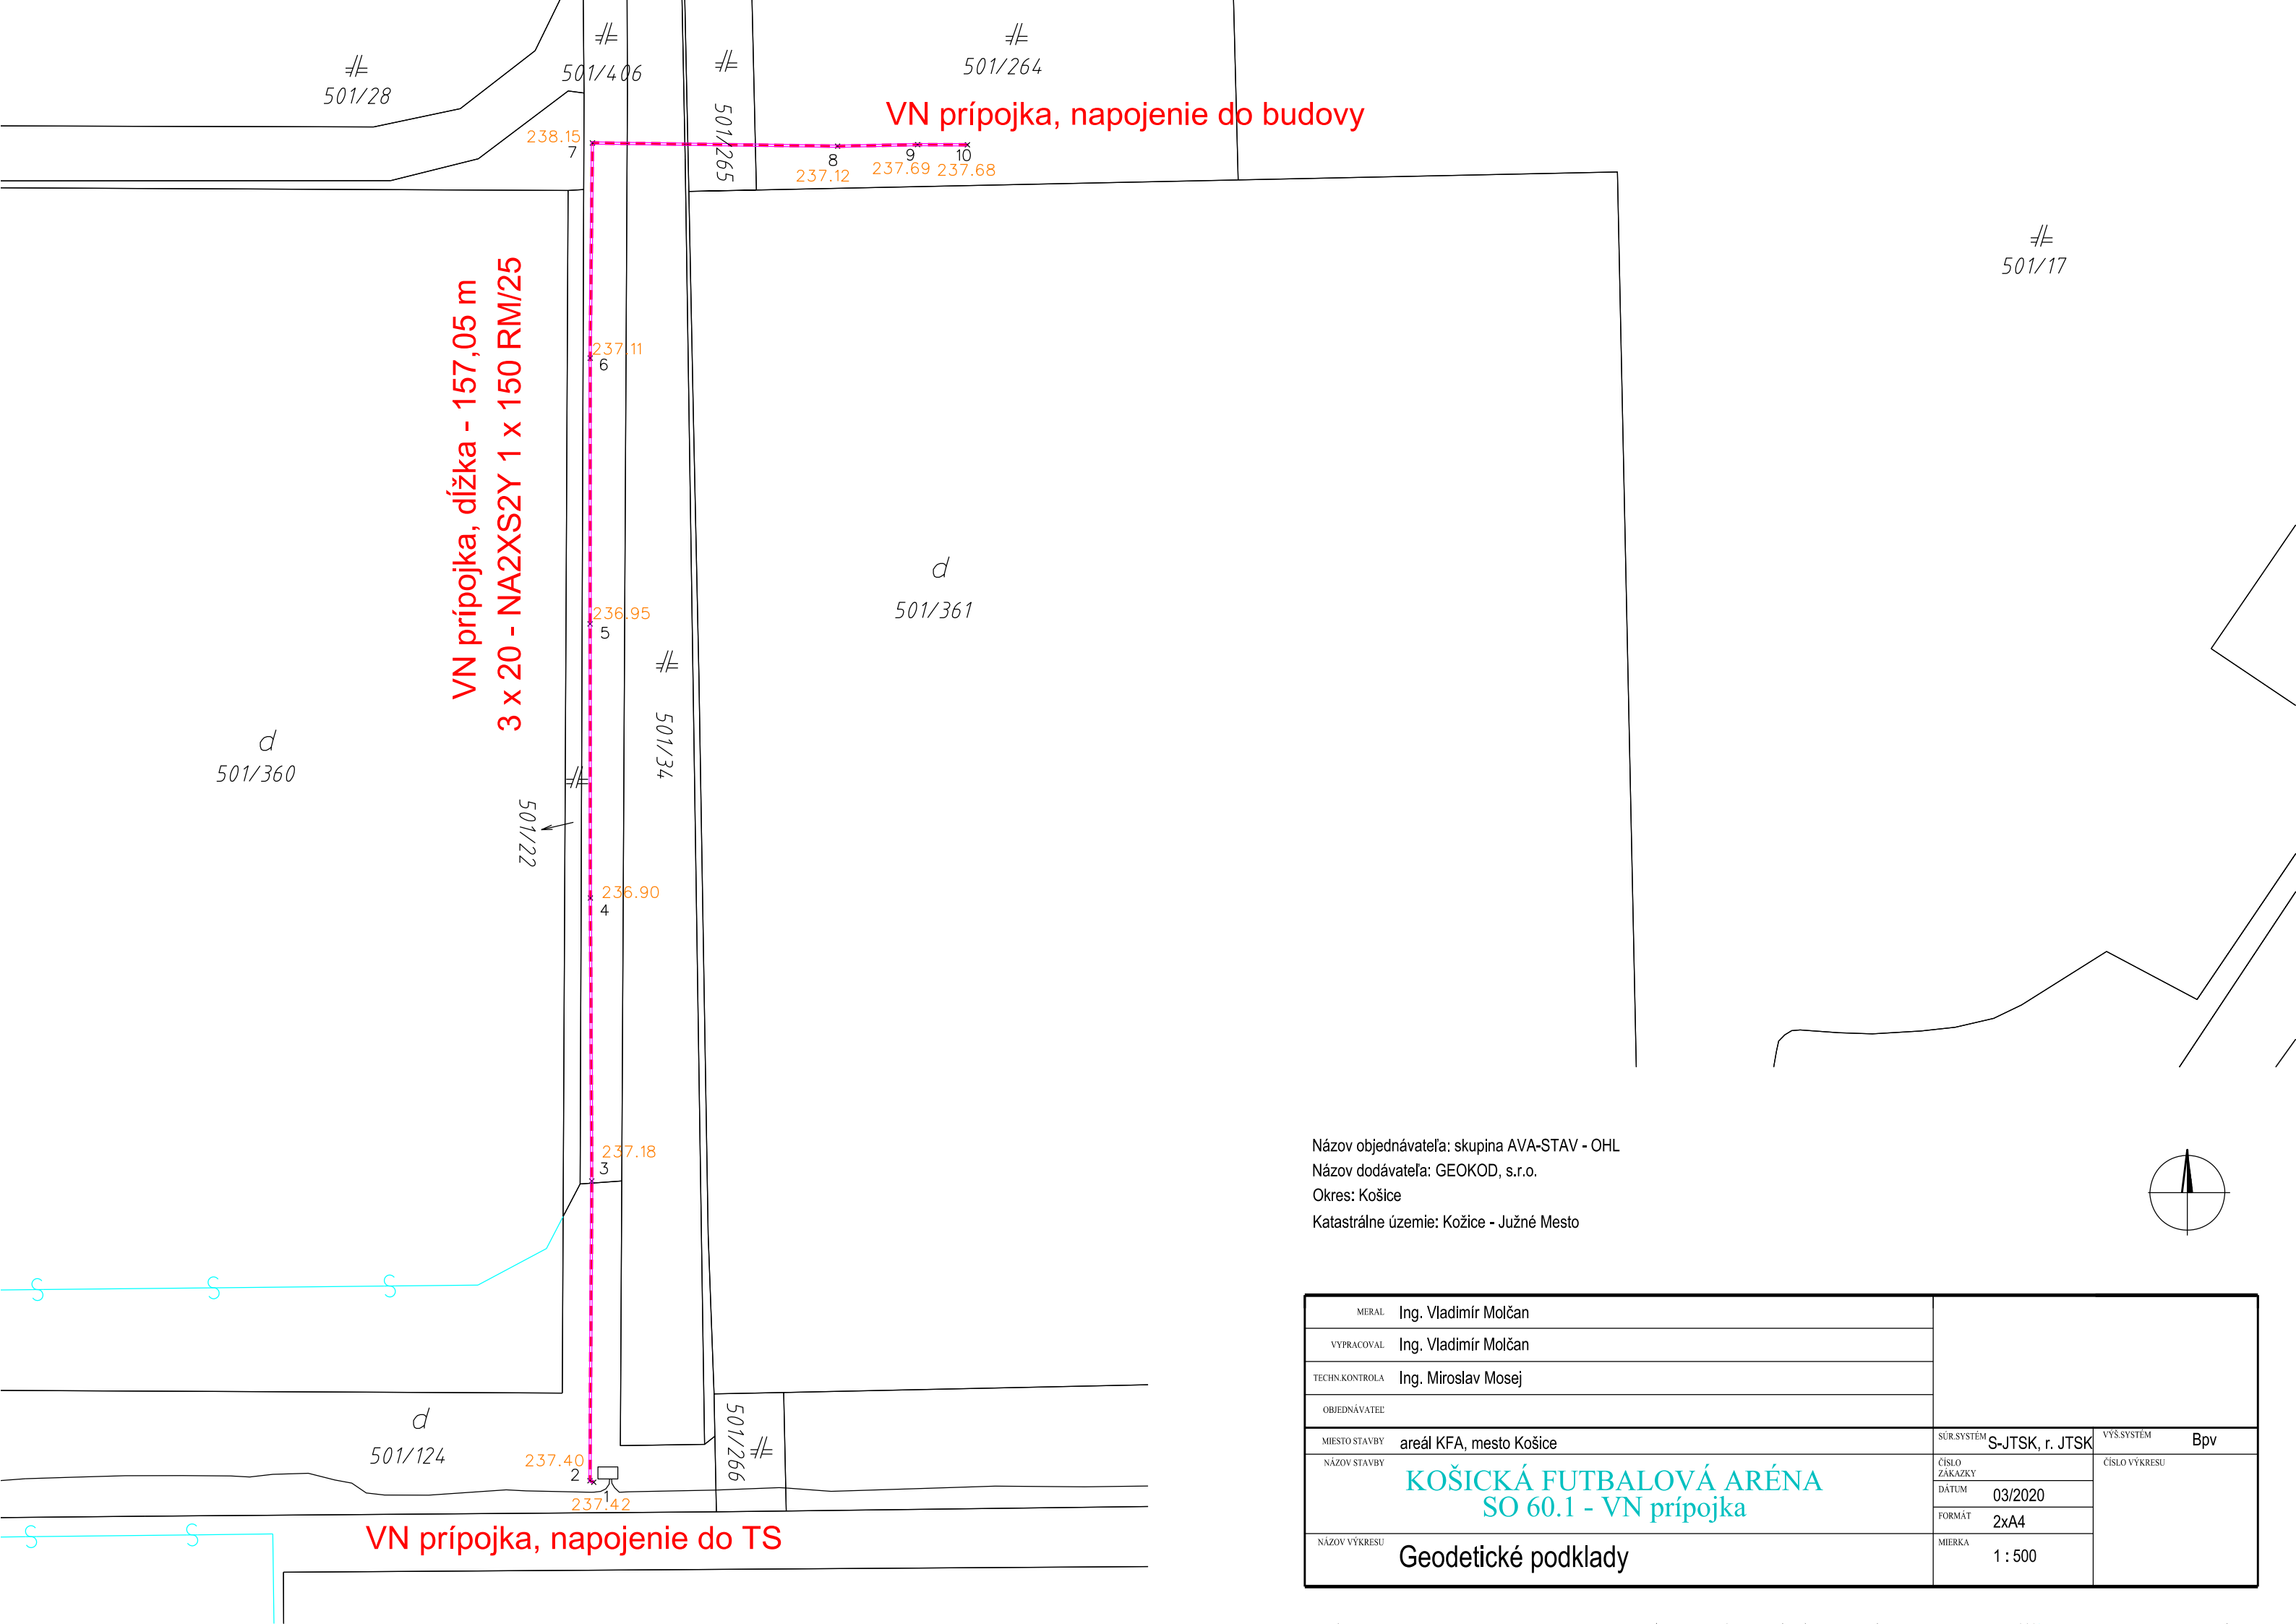 501/28
501/406
501/265
501/264
VN prípojka, napojenie do budovy
238.15
7
8
237.12
9
237.69
10
237.68
501/17
237.11
6
VN prípojka, dĺžka - 157,05 m
3 x 20 - NA2XS2Y 1 x 150 RM/25
236.95
5
d
501/361
501/34
d
501/360
501/22
236.90
4
237.18
3
S S S
d
501/124
237.40
2
1
237.42
501/266
S S
VN prípojka, napojenie do TS
Názov objednávateľa: skupina AVA-STAV - OHL
Názov dodávateľa: GEOKOD, s.r.o.
Okres: Košice
Katastrálne územie: Kožice - Južné Mesto
MERAL Ing. Vladimír Molčan
VYPRACOVAL Ing. Vladimír Molčan
TECHN.KONTROLA Ing. Miroslav Mosej
OBJEDNÁVATEĽ
MIESTO STAVBY areál KFA, mesto Košice
SÚR.SYSTÉM S-JTSK, r. JTSK
VÝŠ.SYSTÉM Bpv
NÁZOV STAVBY
KOŠICKÁ FUTBALOVÁ ARÉNA
SO 60.1 - VN prípojka
ČÍSLO
ZÁKAZKY
ČÍSLO VÝKRESU
DÁTUM 03/2020
FORMÁT 2xA4
NÁZOV VÝKRESU Geodetické podklady
MIERKA 1 : 500